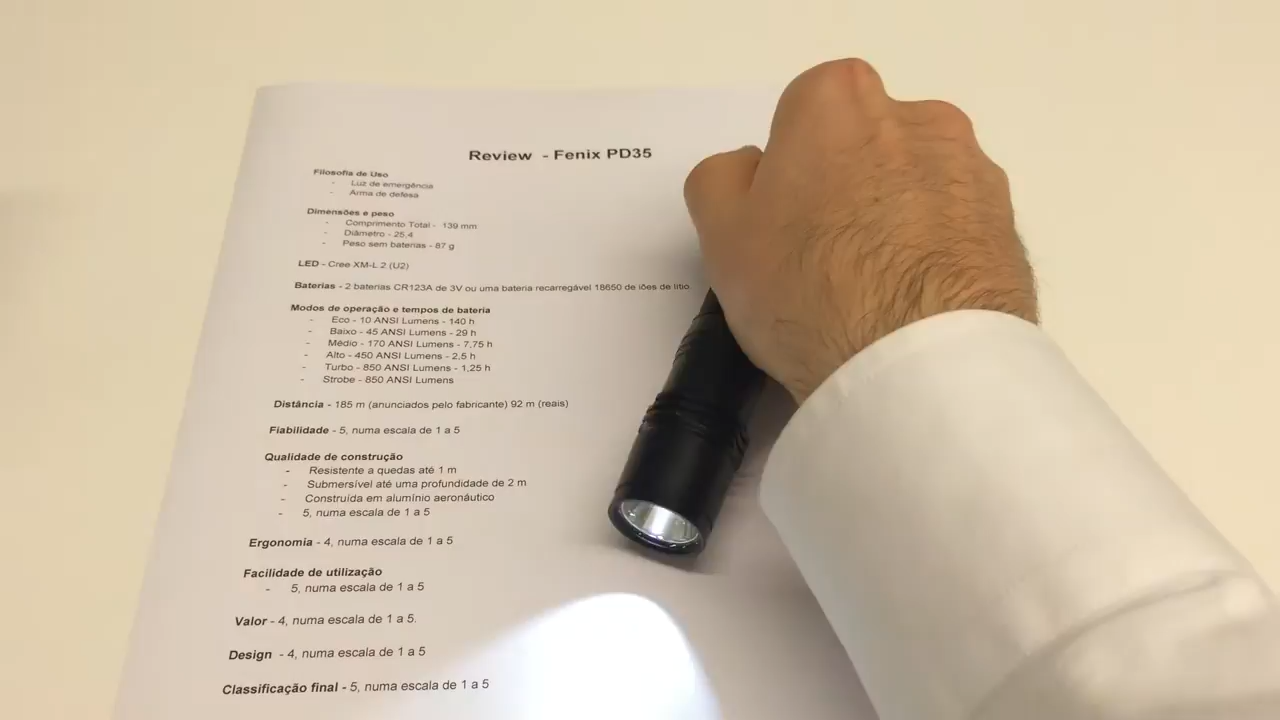 Review - Fenix PD35
Filosofia de Uso
- Luz de emergência
- Arma de defesa
Dimensões e peso
- Comprimento Total - 139 mm
- Diâmetro - 25,4
- Peso sem baterias - 87 g
LED - Cree XM-L 2 (U2)
Baterias - 2 baterias CR123A de 3V ou uma bateria recarregável 18650 de iões de lítio.
Modos de operação e tempos de bateria
- Eco - 10 ANSI Lumens - 140 h
- Baixo - 45 ANSI Lumens - 29 h
- Médio - 170 ANSI Lumens - 7,75 h
- Alto - 450 ANSI Lumens - 2,5 h
- Turbo - 850 ANSI Lumens - 1,25 h
- Strobe - 850 ANSI Lumens
Distância - 185 m (anunciados pelo fabricante) 92 m (reais)
Fiabilidade - 5, numa escala de 1 a 5
Qualidade de construção
- Resistente a quedas até 1 m
- Submersível até uma profundidade de 2 m
- Construída em alumínio aeronáutico
- 5, numa escala de 1 a 5
Ergonomia - 4, numa escala de 1 a 5
Facilidade de utilização
- 5, numa escala de 1 a 5
Valor - 4, numa escala de 1 a 5.
Design - 4, numa escala de 1 a 5
Classificação final - 5, numa escala de 1 a 5